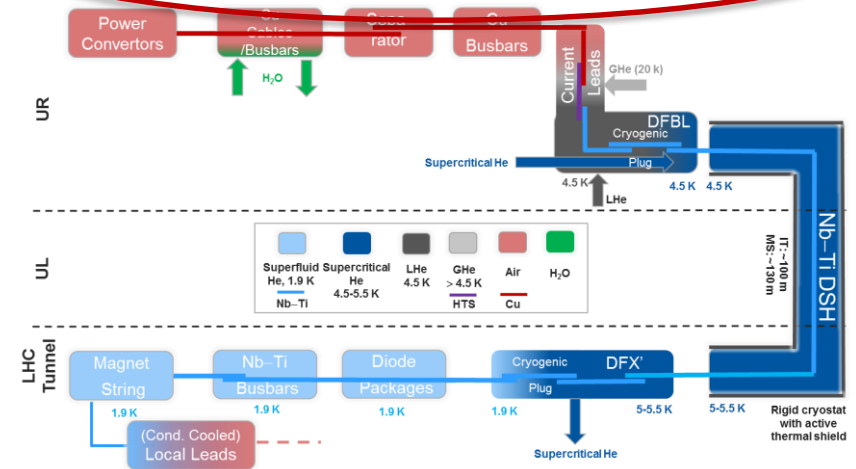 Power
Convertors
Cu
Cables
/Busbars
Sepa
rator
Cu
Busbars
H₂O
Current
Leads
GHe (20 k)
UR
DFBL
Cryogenic
Plug
Supercritical He
4.5 K
LHe
4.5 K
4.5 K
UL
Superfluid
He, 1.9 K
Nb–Ti
Supercritical
He
4.5-5.5 K
LHe
4.5 K
GHe
> 4.5 K
HTS
Air
Cu
H₂O
IT: ~100 m
MS: ~130 m
Nb–Ti DSH
LHC
Tunnel
Magnet
String
1.9 K
Nb–Ti
Busbars
1.9 K
Diode
Packages
1.9 K
Cryogenic
Plug
DFX'
1.9 K
5-5.5 K
5-5.5 K
Rigid cryostat
with active
thermal shield
(Cond. Cooled)
Local Leads
Supercritical He